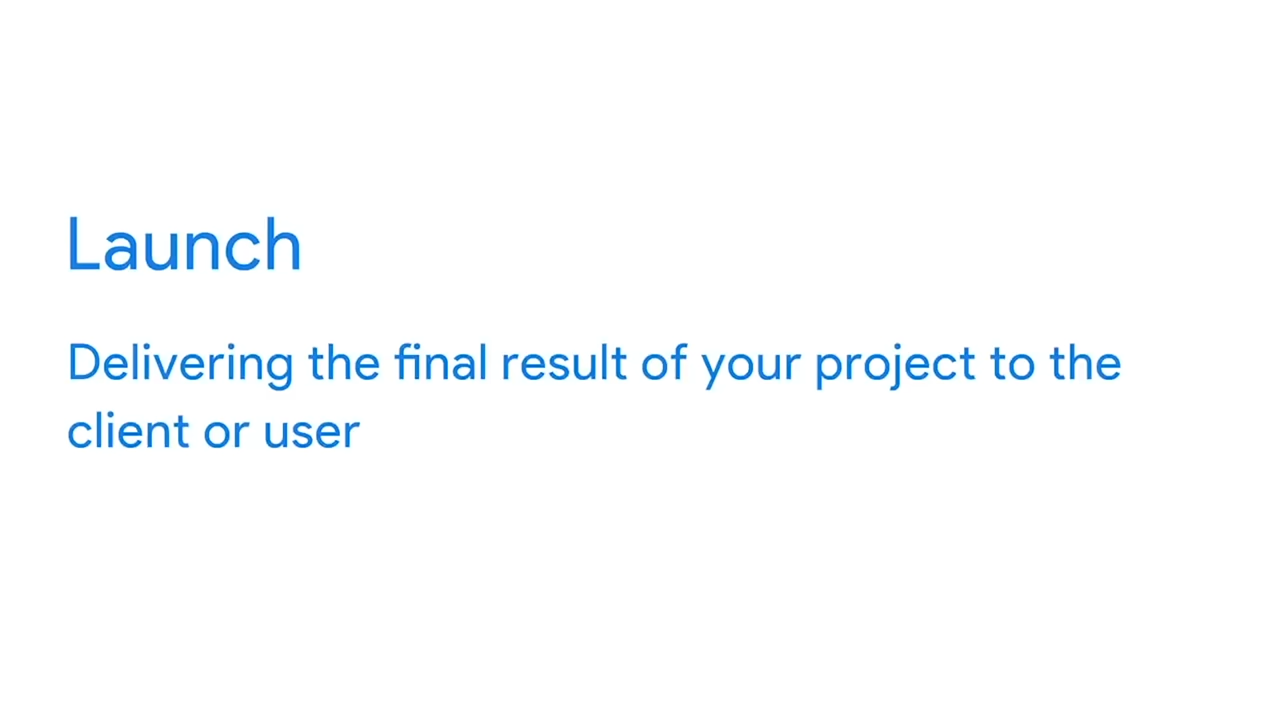 Launch
Delivering the final result of your project to the
client or user